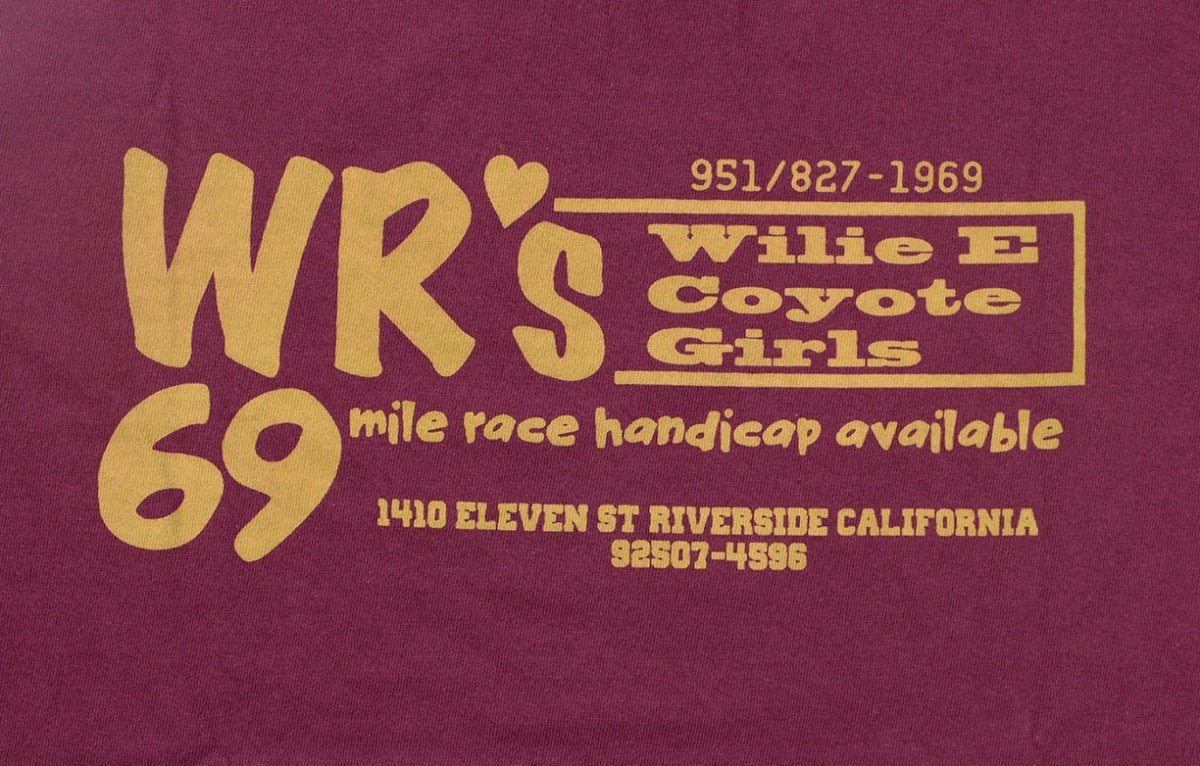 WR's
951/827-1969
Wilie E
Coyote
Girls
69 mile race handicap available
1410 ELEVEN ST RIVERSIDE CALIFORNIA
92507-4596